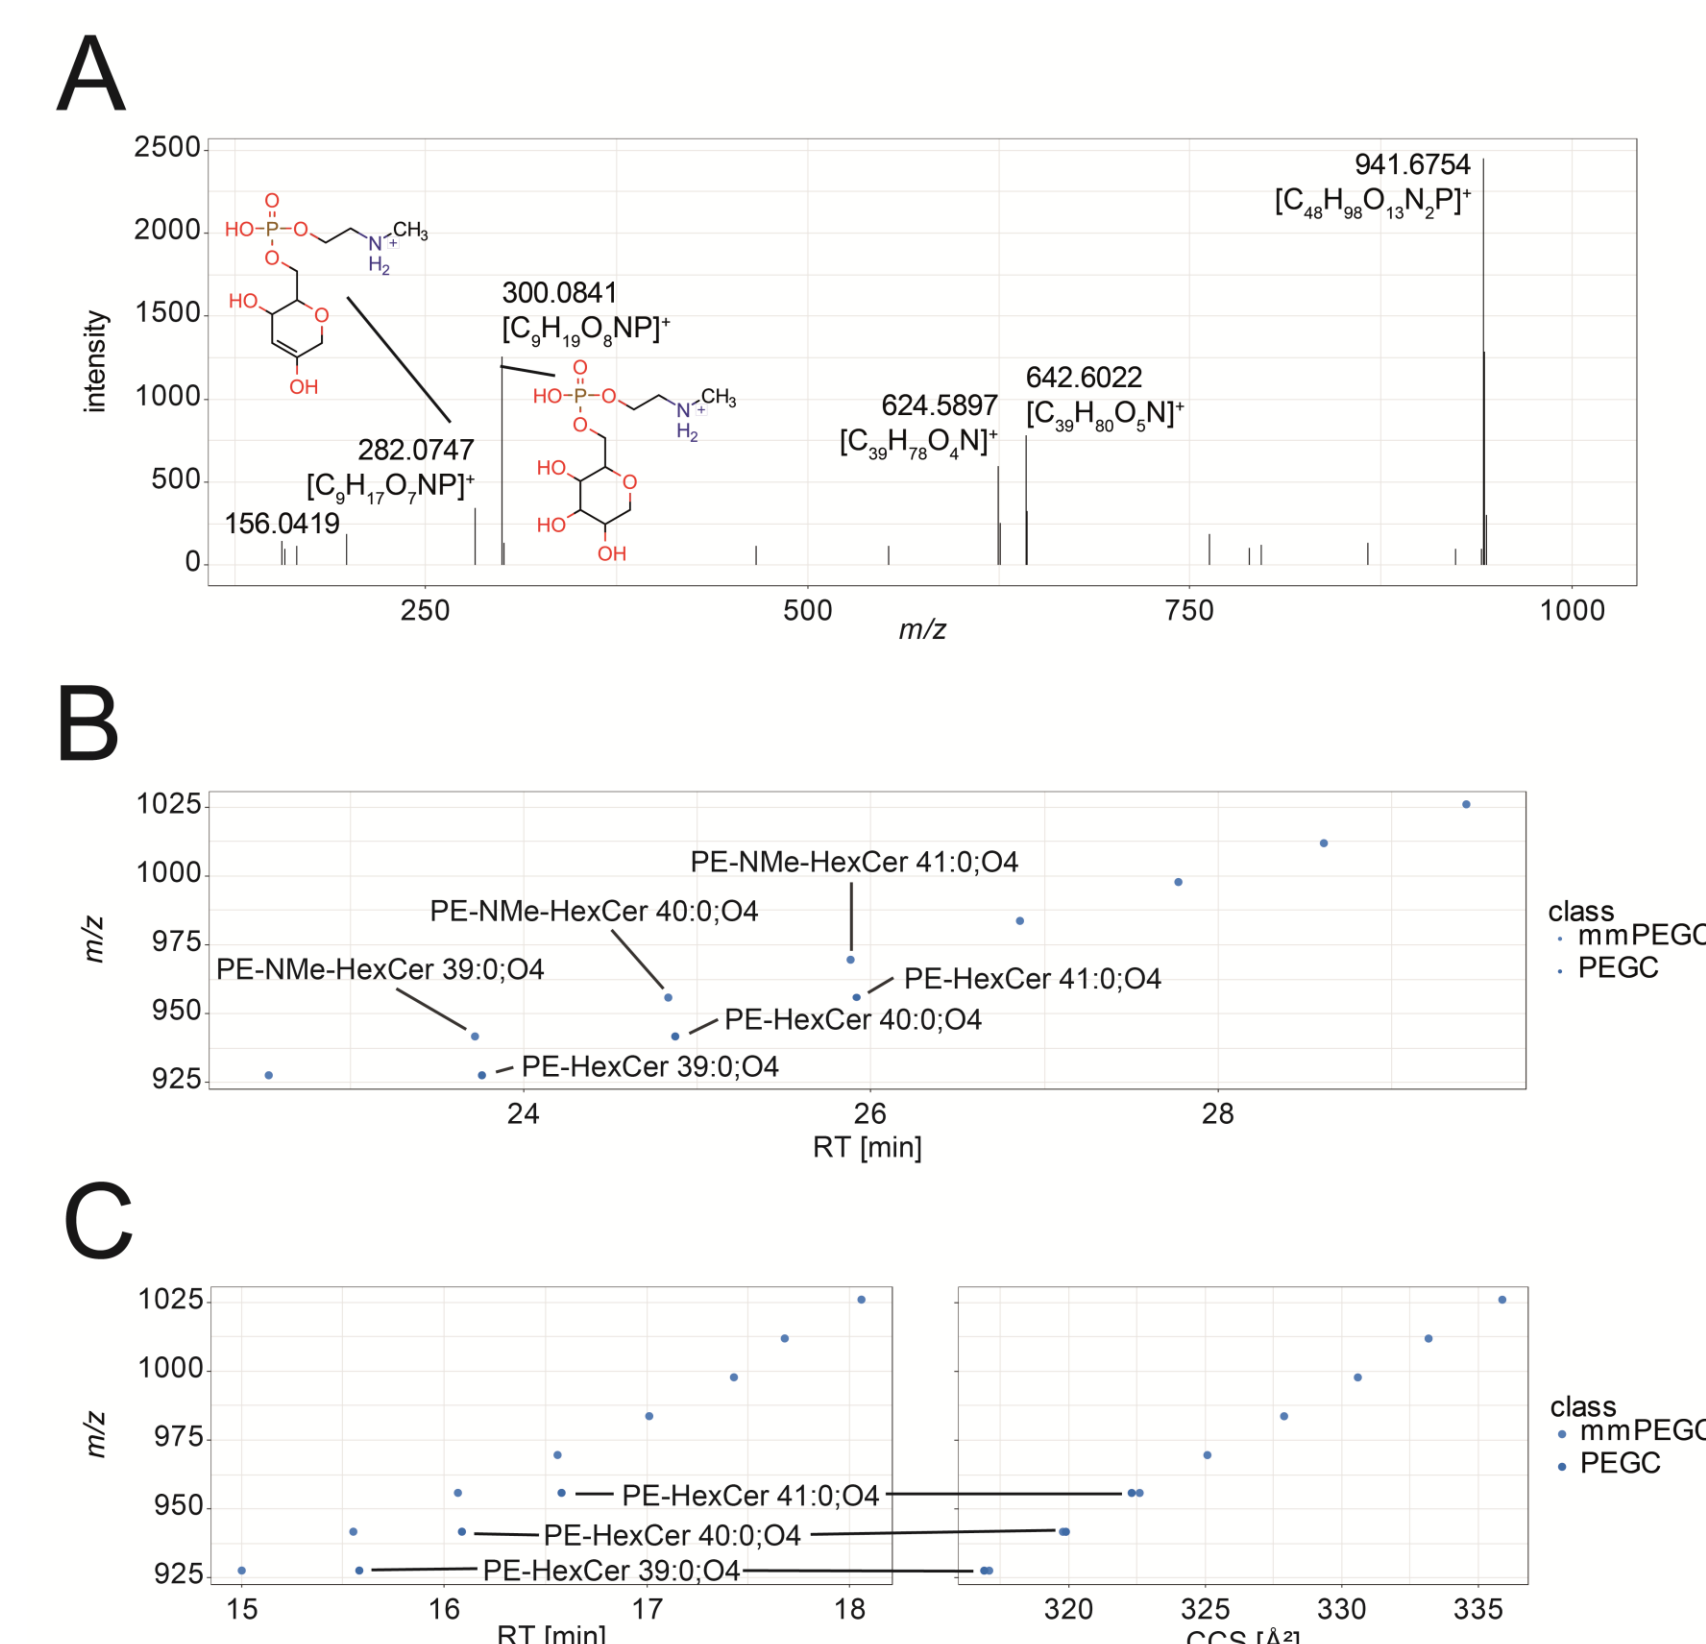 A
2500
2000
1500
1000
500
0
intensity
250
500
750
1000
m/z
941.6754
[C48H98O13N2P]+
O
HO P O N + CH3
H2
O
HO O
OH
300.0841
[C9H19O8NP]+
O
HO P O N + CH3
H2
O
HO O
HO
OH
282.0747
[C9H17O7NP]+
156.0419
624.5897
[C39H78O4N]+
642.6022
[C39H80O5N]+
B
1025
1000
975
950
925
m/z
PE-NMe-HexCer 41:0;O4
PE-NMe-HexCer 40:0;O4
PE-NMe-HexCer 39:0;O4
PE-HexCer 41:0;O4
PE-HexCer 40:0;O4
PE-HexCer 39:0;O4
24
26
28
RT [min]
class
mmPEGC
PEGC
C
1025
1000
975
950
925
m/z
PE-HexCer 41:0;O4
PE-HexCer 40:0;O4
PE-HexCer 39:0;O4
15
16
17
18
RT [min]
320
325
330
335
CCS [Å²]
class
mmPEGC
PEGC